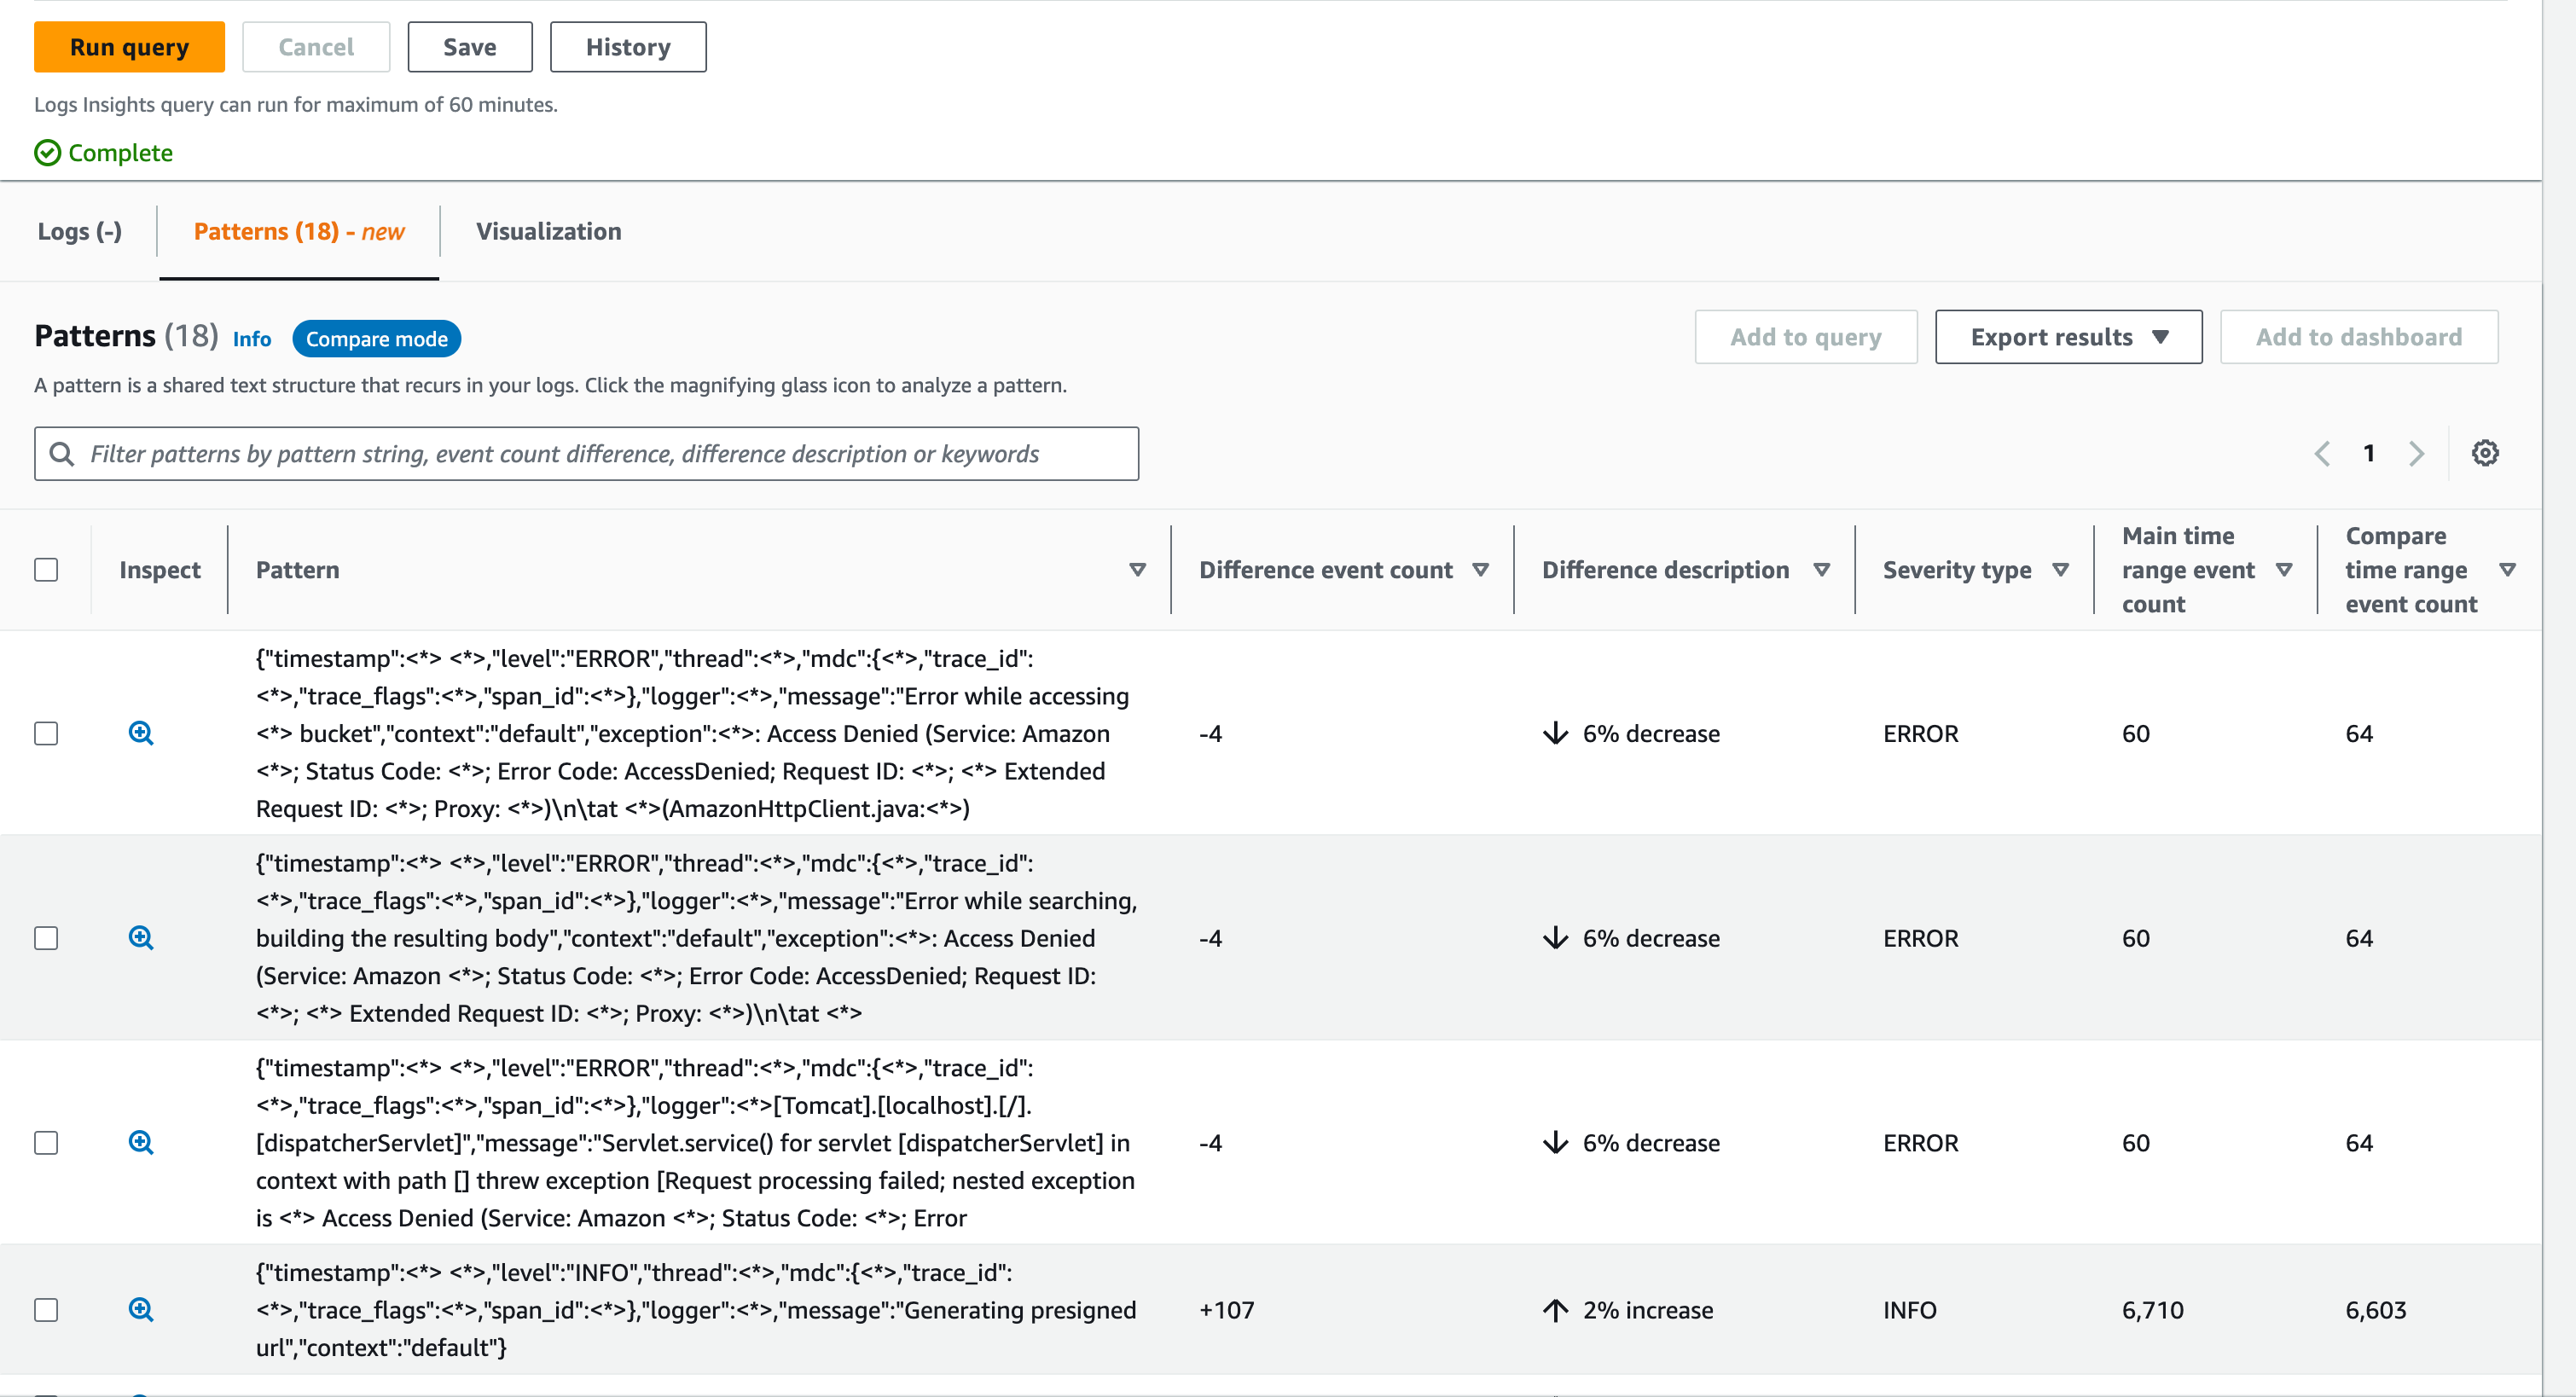 Run query
Cancel
Save
History
Logs Insights query can run for maximum of 60 minutes.
Complete
Logs (-)
Patterns (18) - new
Visualization
Patterns (18) Info Compare mode
Add to query
Export results
Add to dashboard
A pattern is a shared text structure that recurs in your logs. Click the magnifying glass icon to analyze a pattern.
Filter patterns by pattern string, event count difference, difference description or keywords
1
Inspect
Pattern
Difference event count
Difference description
Severity type
Main time
range event
count
Compare
time range
event count
{"timestamp":<*> <*>,"level":"ERROR","thread":<*>,"mdc":{<*>,"trace_id":
<*>,"trace_flags":<*>,"span_id":<*>},"logger":<*>,"message":"Error while accessing
<*> bucket","context":"default","exception":<*>: Access Denied (Service: Amazon
<*>; Status Code: <*>; Error Code: AccessDenied; Request ID: <*>; <*> Extended
Request ID: <*>; Proxy: <*>)\n\tat <*>(AmazonHttpClient.java:<*>)
-4
6% decrease
ERROR
60
64
{"timestamp":<*> <*>,"level":"ERROR","thread":<*>,"mdc":{<*>,"trace_id":
<*>,"trace_flags":<*>,"span_id":<*>},"logger":<*>,"message":"Error while searching,
building the resulting body","context":"default","exception":<*>: Access Denied
(Service: Amazon <*>; Status Code: <*>; Error Code: AccessDenied; Request ID:
<*>; <*> Extended Request ID: <*>; Proxy: <*>)\n\tat <*>
-4
6% decrease
ERROR
60
64
{"timestamp":<*> <*>,"level":"ERROR","thread":<*>,"mdc":{<*>,"trace_id":
<*>,"trace_flags":<*>,"span_id":<*>},"logger":<*>[Tomcat].[localhost].[/].
[dispatcherServlet]","message":"Servlet.service() for servlet [dispatcherServlet] in
context with path [] threw exception [Request processing failed; nested exception
is <*> Access Denied (Service: Amazon <*>; Status Code: <*>; Error
-4
6% decrease
ERROR
60
64
{"timestamp":<*> <*>,"level":"INFO","thread":<*>,"mdc":{<*>,"trace_id":
<*>,"trace_flags":<*>,"span_id":<*>},"logger":<*>,"message":"Generating presigned
url","context":"default"}
+107
2% increase
INFO
6,710
6,603